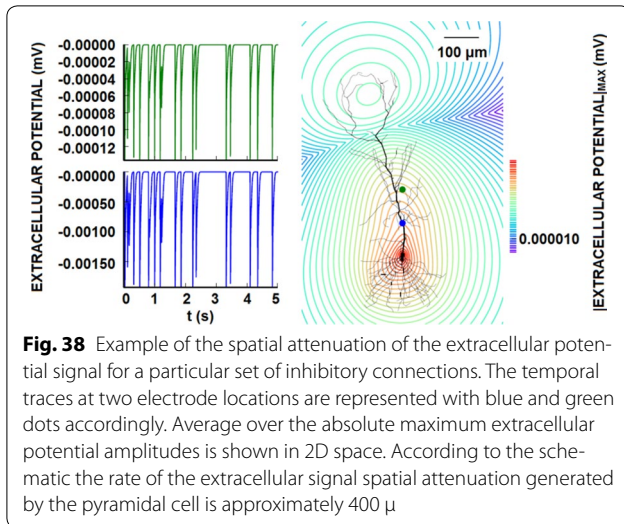 EXTRACELLULAR POTENTIAL (mV)
-0.00000
-0.00002
-0.00004
-0.00006
-0.00008
-0.00010
-0.00012
-0.00000
-0.00050
-0.00100
-0.00150
0 1 2 3 4 5
t (s)
100 µm
0.000010
|EXTRACELLULAR POTENTIAL|MAX (mV)
Fig. 38 Example of the spatial attenuation of the extracellular poten-
tial signal for a particular set of inhibitory connections. The temporal
traces at two electrode locations are represented with blue and green
dots accordingly. Average over the absolute maximum extracellular
potential amplitudes is shown in 2D space. According to the sche-
matic the rate of the extracellular signal spatial attenuation generated
by the pyramidal cell is approximately 400 µ